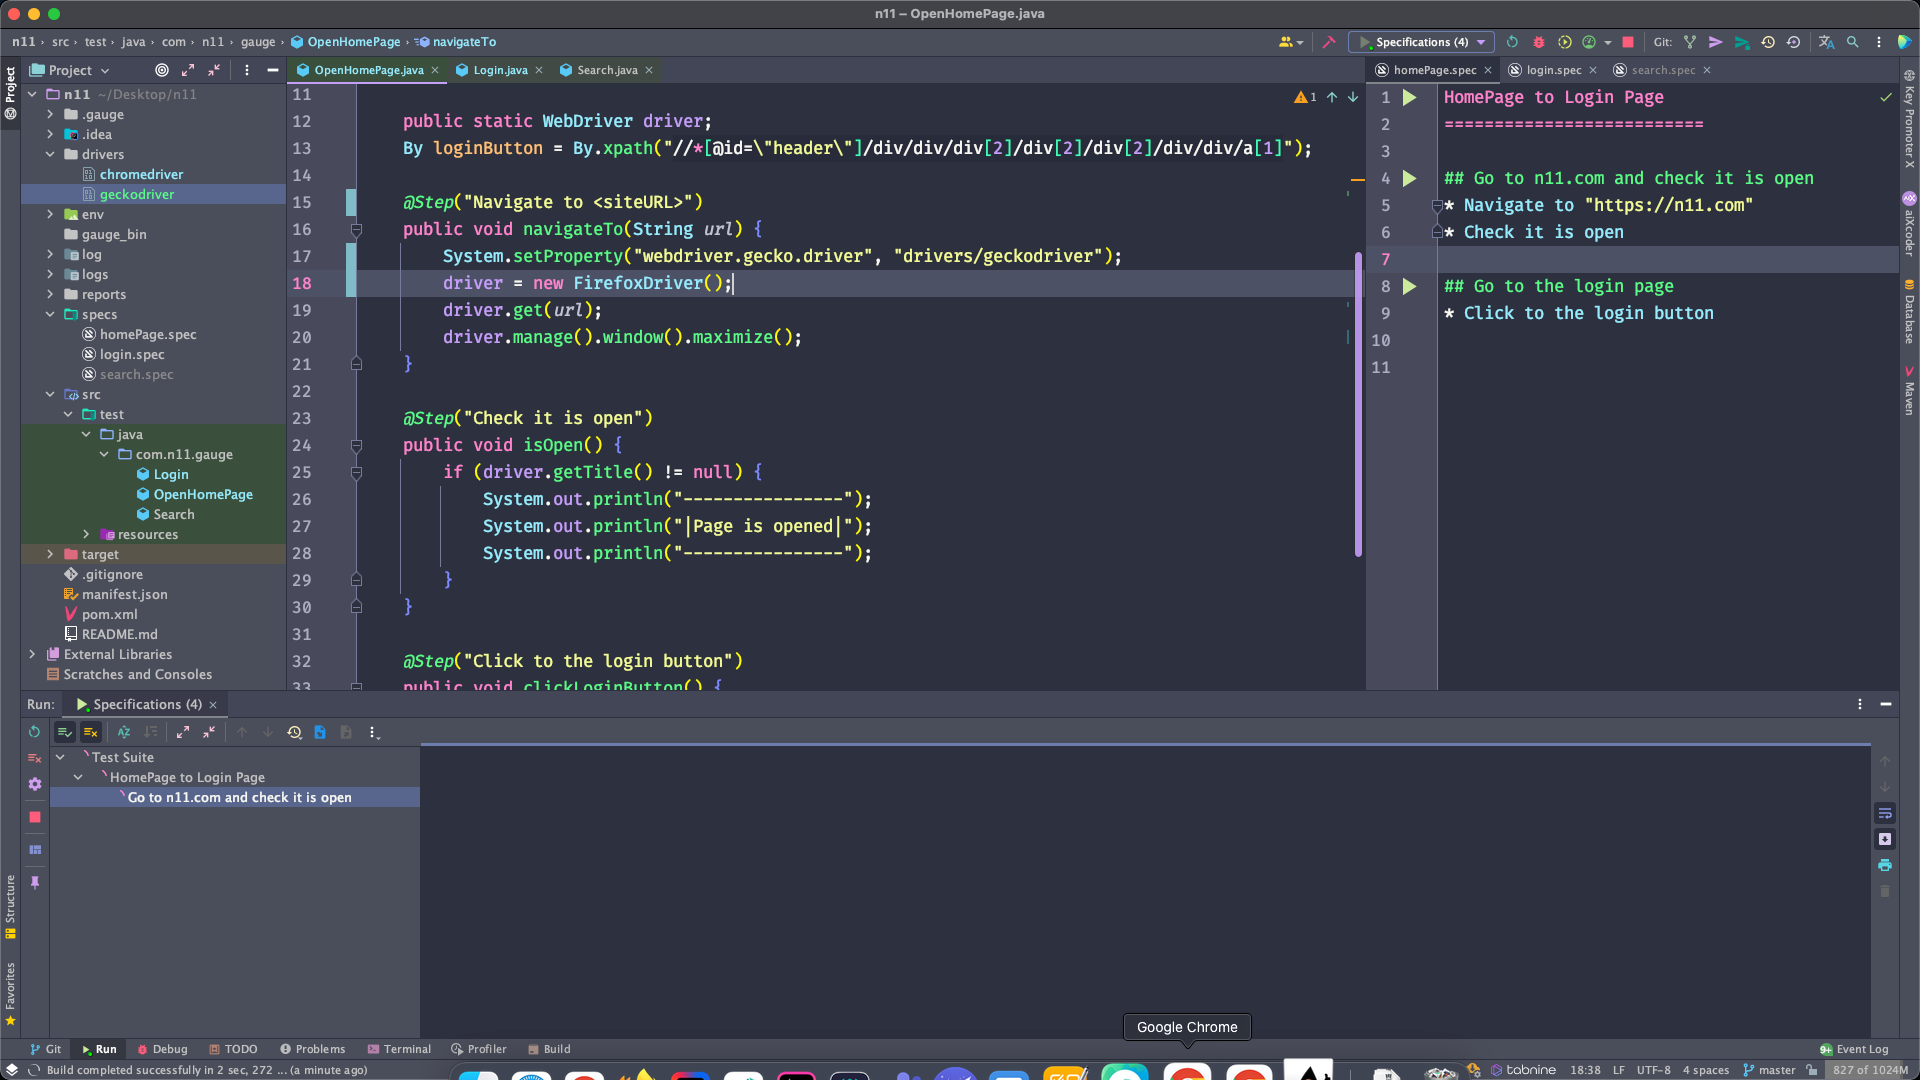 n11 – OpenHomePage.java
n11 › src › test › java › com › n11 › gauge › OpenHomePage › navigateTo
Specifications (4)
Git:
Project
OpenHomePage.java
Login.java
Search.java
homePage.spec
login.spec
search.spec
Project
n11 ~/Desktop/n11
.gauge
.idea
drivers
chromedriver
geckodriver
env
gauge_bin
log
logs
reports
specs
homePage.spec
login.spec
search.spec
src
test
java
com.n11.gauge
Login
OpenHomePage
Search
resources
target
.gitignore
manifest.json
pom.xml
README.md
External Libraries
Scratches and Consoles
1
11
12 public static WebDriver driver;
13 By loginButton = By.xpath("//*[@id=\"header\"]/div/div/div[2]/div[2]/div[2]/div/div/a[1]");
14
15 @Step("Navigate to <siteURL>")
16 public void navigateTo(String url) {
17 System.setProperty("webdriver.gecko.driver", "drivers/geckodriver");
18 driver = new FirefoxDriver();
19 driver.get(url);
20 driver.manage().window().maximize();
21 }
22
23 @Step("Check it is open")
24 public void isOpen() {
25 if (driver.getTitle() != null) {
26 System.out.println("----------------");
27 System.out.println("|Page is opened|");
28 System.out.println("----------------");
29 }
30 }
31
32 @Step("Click to the login button")
33 public void clickLoginButton() {
1 HomePage to Login Page
2 ==========================
3
4 ## Go to n11.com and check it is open
5 * Navigate to "https://n11.com"
6 * Check it is open
7
8 ## Go to the login page
9 * Click to the login button
10
11
Key Promoter X
aiXcoder
Database
Maven
Run:
Specifications (4)
Test Suite
HomePage to Login Page
Go to n11.com and check it is open
Structure
Favorites
Google Chrome
Git
Run
Debug
TODO
Problems
Terminal
Profiler
Build
9+ Event Log
Build completed successfully in 2 sec, 272 ... (a minute ago)
tabnine
18:38
LF
UTF-8
4 spaces
master
827 of 1024M